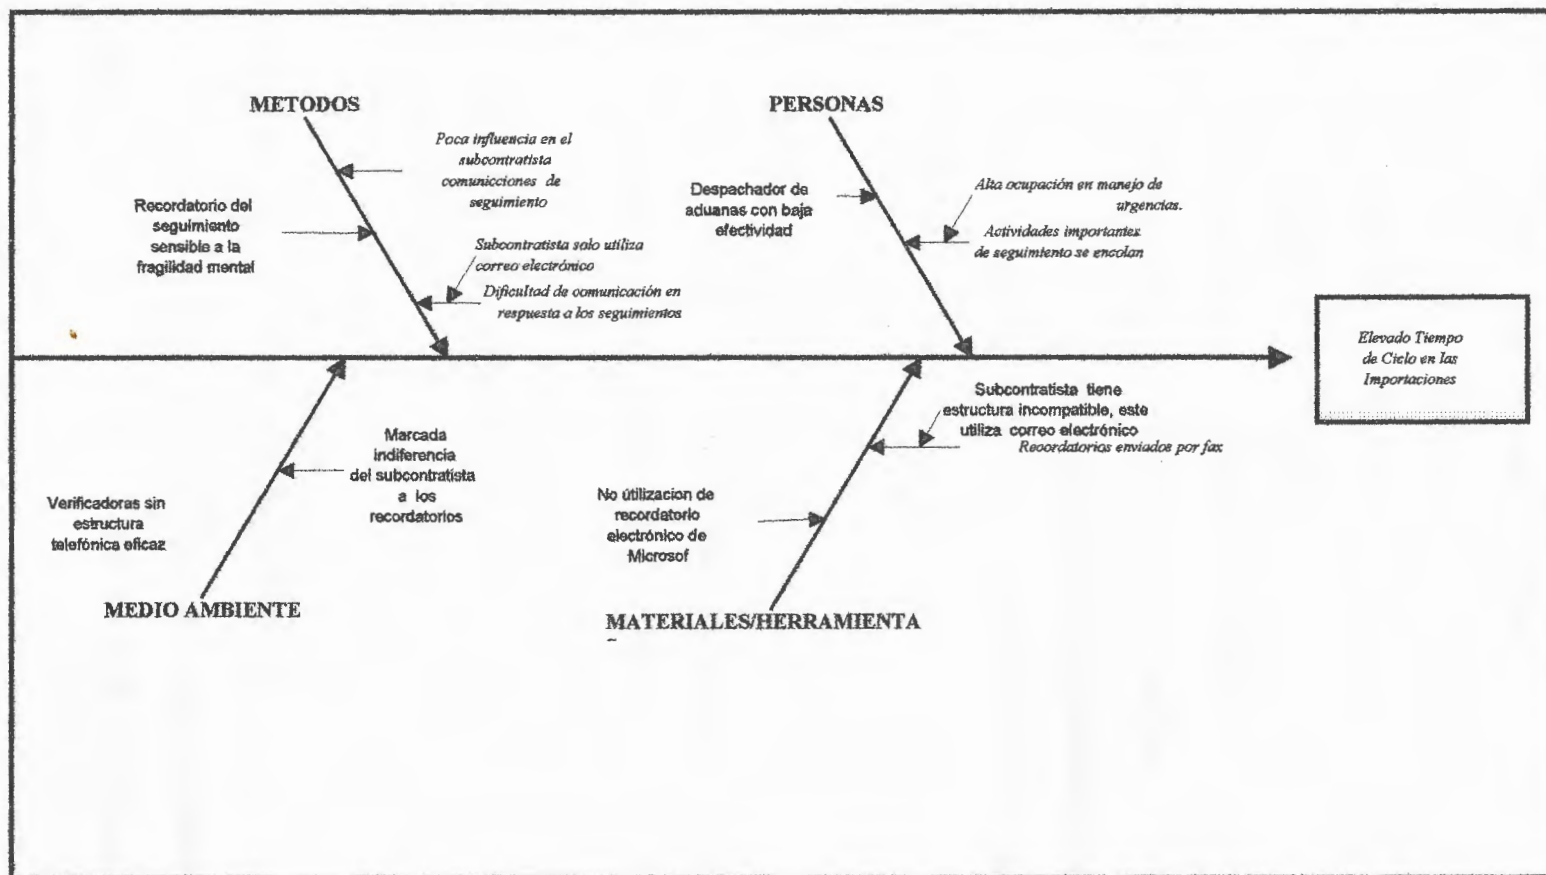 METODOS
Poca influencia en el
subcontratista
comunicciones de
seguimiento
Recordatorio del
seguimiento
sensible a la
fragilidad mental
Subcontratista solo utiliza
correo electrónico
Dificultad de comunicación en
respuesta a los seguimientos
PERSONAS
Despachador de
aduanas con baja
efectividad
Alta ocupación en manejo de
urgencias.
Actividades importantes
de seguimiento se encolan
Elevado Tiempo
de Ciclo en las
Importaciones
Marcada
indiferencia
del subcontratista
a los
recordatorios
Verificadoras sin
estructura
telefónica eficaz
MEDIO AMBIENTE
Subcontratista tiene
estructura incompatible, este
utiliza correo electrónico
Recordatorios enviados por fax
No útilizacion de
recordatorio
electrónico de
Microsof
MATERIALES/HERRAMIENTA